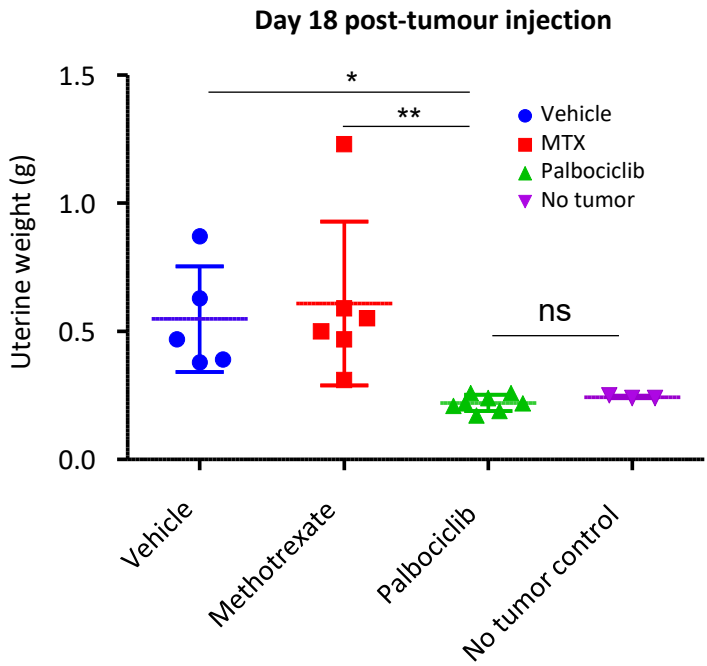 Day 18 post-tumour injection
1.5
*
**
Vehicle
MTX
Palbociclib
No tumor
1.0
Uterine weight (g)
0.5
ns
0.0
Vehicle
Methotrexate
Palbociclib
No tumor control